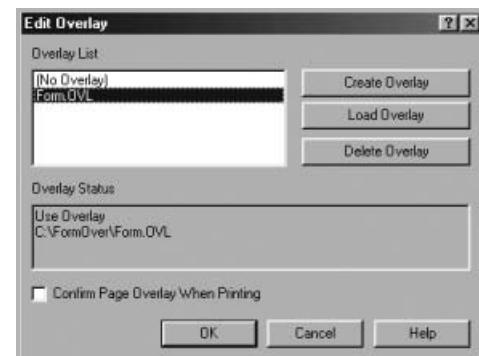 Edit Overlay
Overlay List
(No Overlay)
Form.OVL
Create Overlay
Load Overlay
Delete Overlay
Overlay Status
Use Overlay
C:\FormOver\Form.OVL
Confirm Page Overlay When Printing
OK Cancel Help